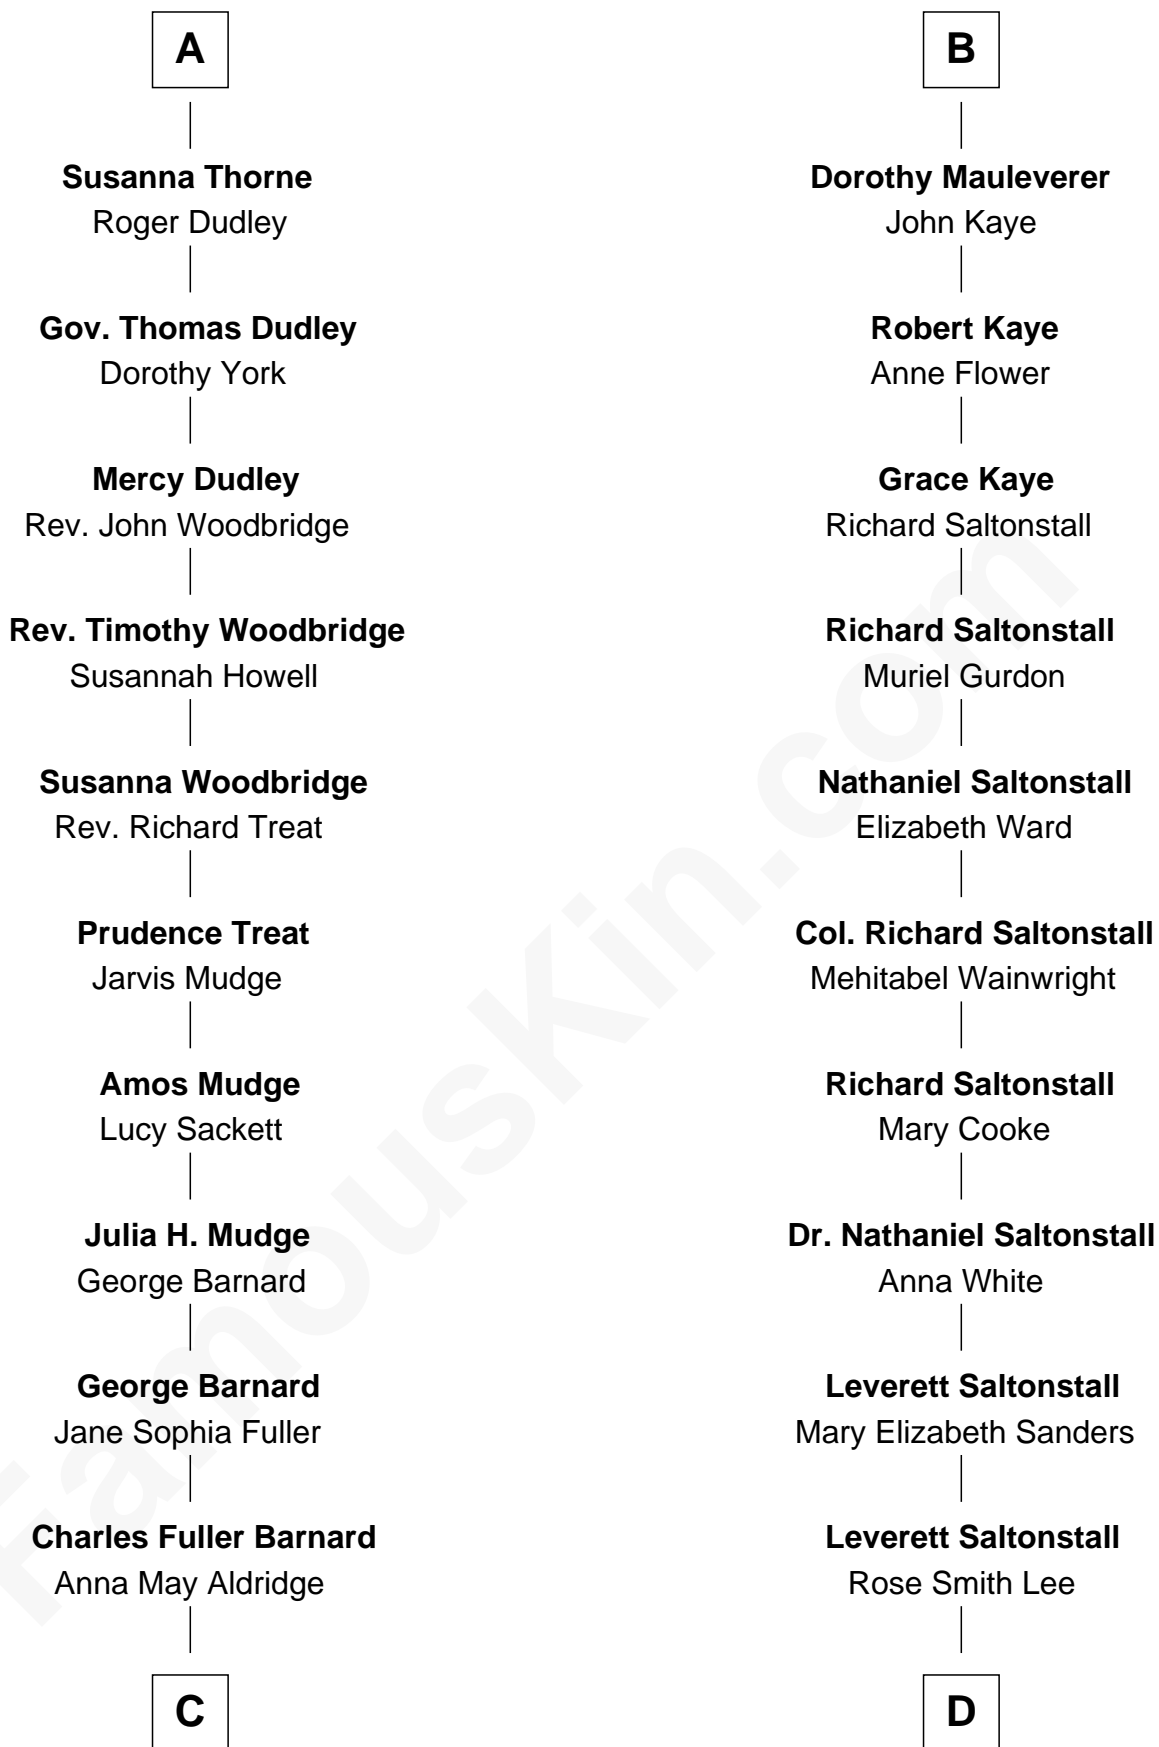 A
Susanna Thorne
Roger Dudley
Gov. Thomas Dudley
Dorothy York
Mercy Dudley
Rev. John Woodbridge
Rev. Timothy Woodbridge
Susannah Howell
Susanna Woodbridge
Rev. Richard Treat
Prudence Treat
Jarvis Mudge
Amos Mudge
Lucy Sackett
Julia H. Mudge
George Barnard
George Barnard
Jane Sophia Fuller
Charles Fuller Barnard
Anna May Aldridge
C
B
Dorothy Mauleverer
John Kaye
Robert Kaye
Anne Flower
Grace Kaye
Richard Saltonstall
Richard Saltonstall
Muriel Gurdon
Nathaniel Saltonstall
Elizabeth Ward
Col. Richard Saltonstall
Mehitabel Wainwright
Richard Saltonstall
Mary Cooke
Dr. Nathaniel Saltonstall
Anna White
Leverett Saltonstall
Mary Elizabeth Sanders
Leverett Saltonstall
Rose Smith Lee
D
FamousKin.com